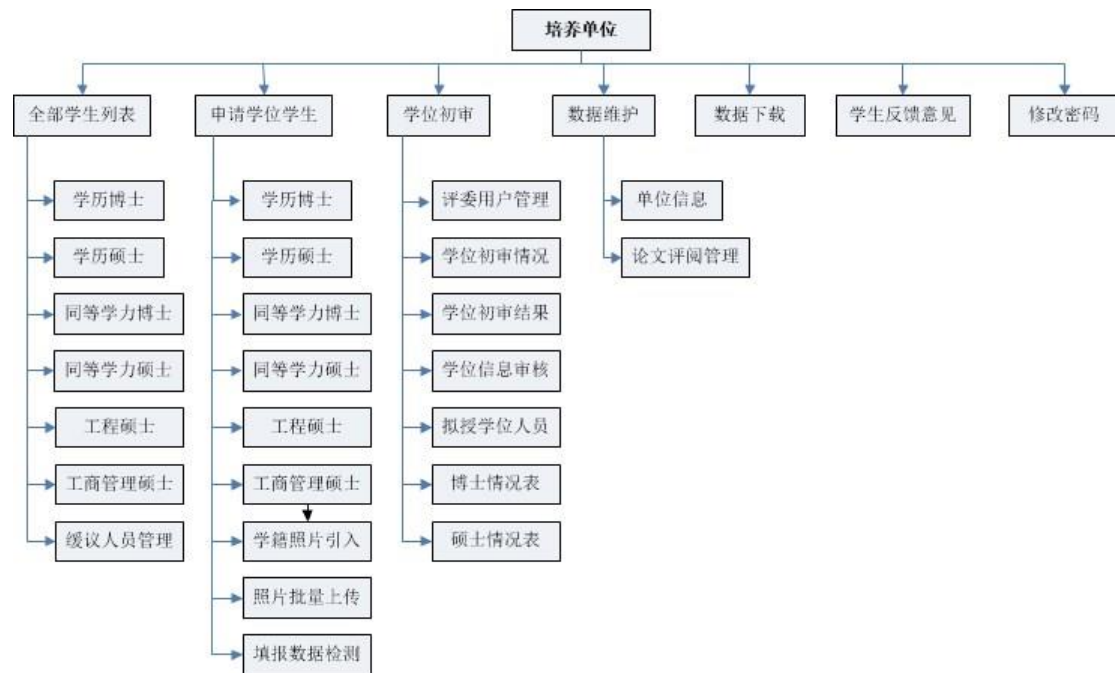 培养单位
全部学生列表
申请学位学生
学位初审
数据维护
数据下载
学生反馈意见
修改密码
学历博士
学历硕士
同等学力博士
同等学力硕士
工程硕士
工商管理硕士
缓议人员管理
学历博士
学历硕士
同等学力博士
同等学力硕士
工程硕士
工商管理硕士
学籍照片引入
照片批量上传
填报数据检测
评委用户管理
学位初审情况
学位初审结果
学位信息审核
拟授学位人员
博士情况表
硕士情况表
单位信息
论文评阅管理